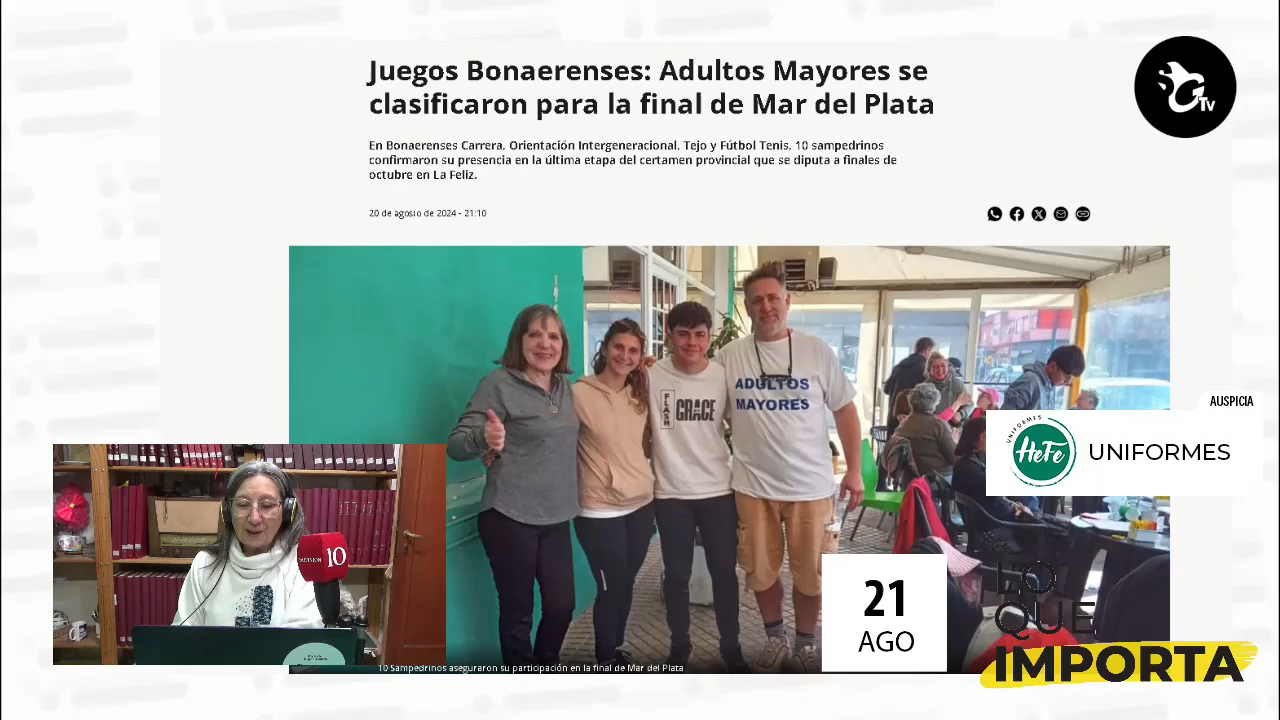 Juegos Bonaerenses: Adultos Mayores se
clasificaron para la final de Mar del Plata
GTV
En Bonaerenses Carrera, Orientación Intergeneracional, Tejo y Fútbol Tenis, 10 sampedrinos
confirmaron su presencia en la última etapa del certamen provincial que se diputa a finales de
octubre en La Feliz.
20 de agosto de 2024 - 21:10
FLASH
GRACE
ADULTOS
MAYORES
AUSPICIA
UNIFORMES
HeFe
UNIFORMES
10
21
AGO
LO
QUE
IMPORTA
10 Sampedrinos aseguraron su participación en la final de Mar del Plata